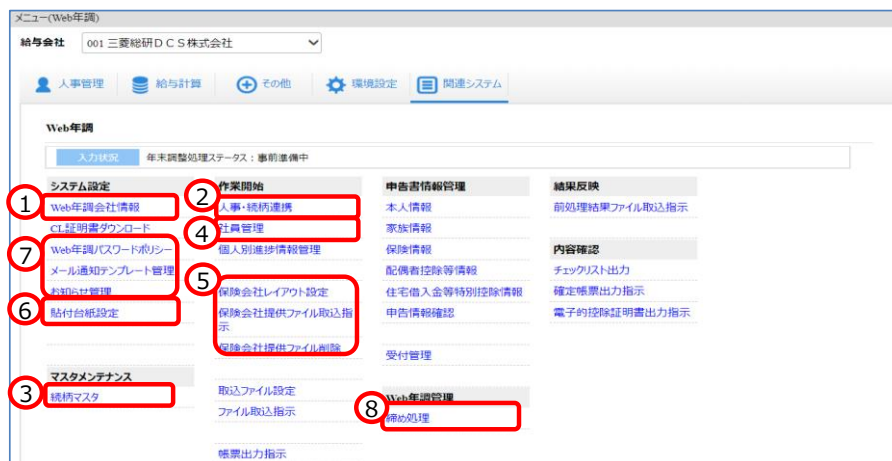 メニュー(Web年調)
給与会社 001 三菱総研DCS株式会社
人事管理 給与計算 その他 環境設定 関連システム
Web年調
入力状況 年末調整処理ステータス：事前準備中
システム設定
① Web年調会社情報
CL証明書ダウンロード
⑦ Web年調パスワードポリシー
メール通知テンプレート管理
お知らせ管理
⑥ 貼付台紙設定
マスタメンテナンス
③ 続柄マスタ
作業開始
② 人事・続柄連携
④ 社員管理
個人別進捗情報管理
⑤ 保険会社レイアウト設定
保険会社提供ファイル取込指
示
保険会社提供ファイル削除
取込ファイル設定
ファイル取込指示
帳票出力指示
申告書情報管理
本人情報
家族情報
保険情報
配偶者控除等情報
住宅借入金等特別控除情報
申告情報確認
受付管理
Web年調管理
⑧ 締め処理
結果反映
前処理結果ファイル取込指示
内容確認
チェックリスト出力
確定帳票出力指示
電子的控除証明書出力指示